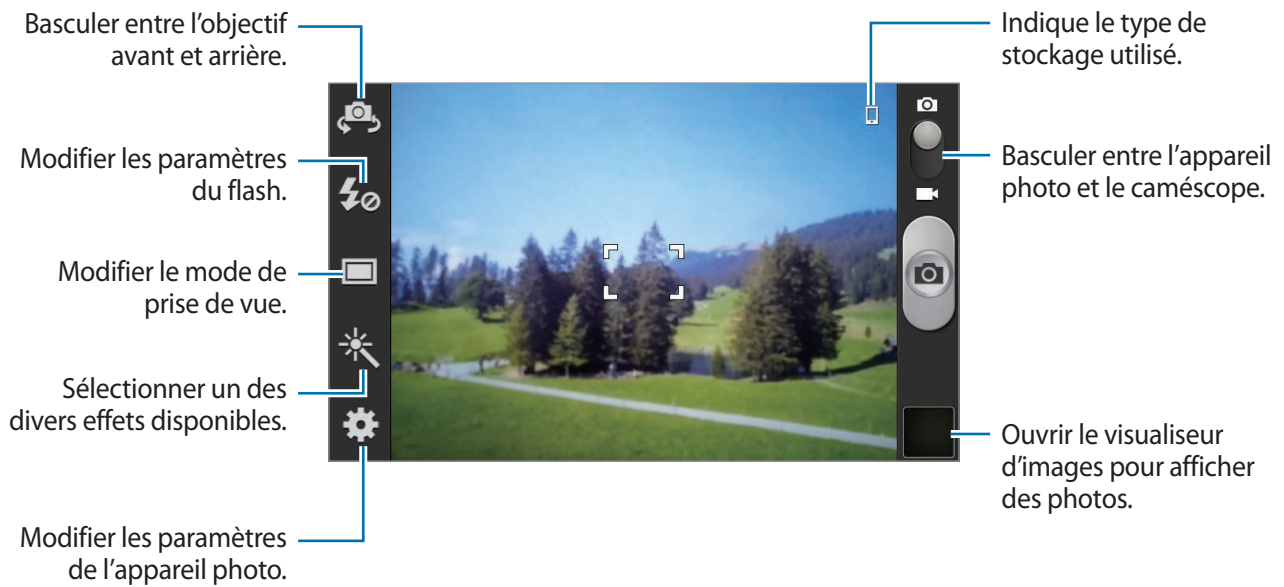 Basculer entre l'objectif
avant et arrière.
Modifier les paramètres
du flash.
Modifier le mode de
prise de vue.
Sélectionner un des
divers effets disponibles.
Modifier les paramètres
de l'appareil photo.
Indique le type de
stockage utilisé.
Basculer entre l'appareil
photo et le caméscope.
Ouvrir le visualiseur
d'images pour afficher
des photos.